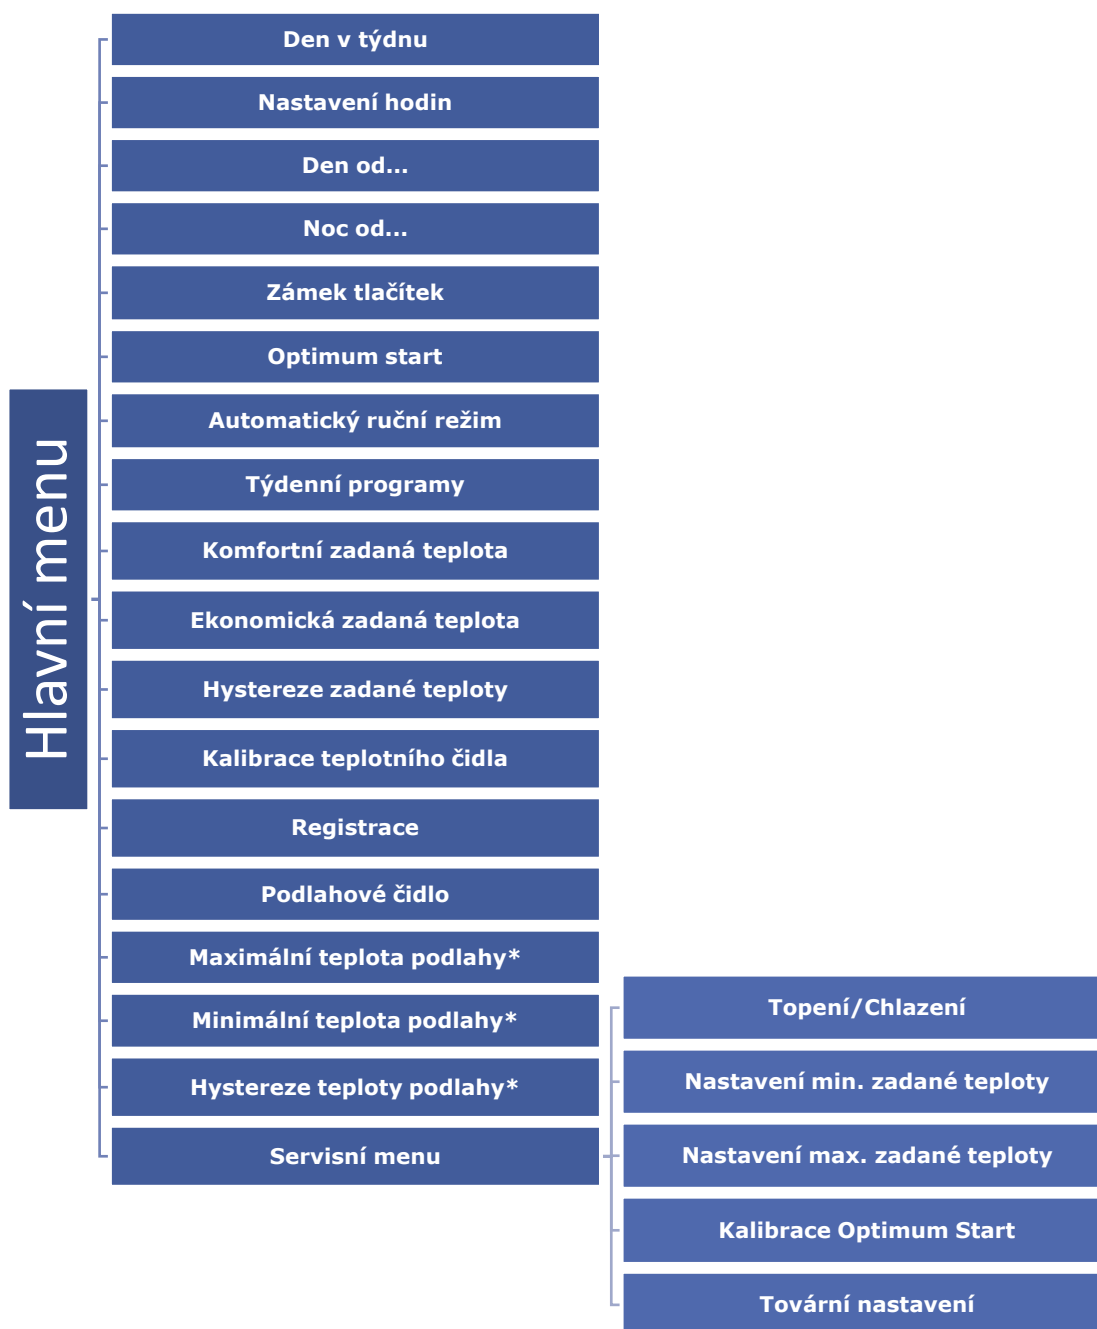 Hlavní menu
Den v týdnu
Nastavení hodin
Den od...
Noc od...
Zámek tlačítek
Optimum start
Automatický ruční režim
Týdenní programy
Komfortní zadaná teplota
Ekonomická zadaná teplota
Hystereze zadané teploty
Kalibrace teplotního čidla
Registrace
Podlahové čidlo
Maximální teplota podlahy*
Minimální teplota podlahy*
Hystereze teploty podlahy*
Servisní menu
Topení/Chlazení
Nastavení min. zadané teploty
Nastavení max. zadané teploty
Kalibrace Optimum Start
Tovární nastavení